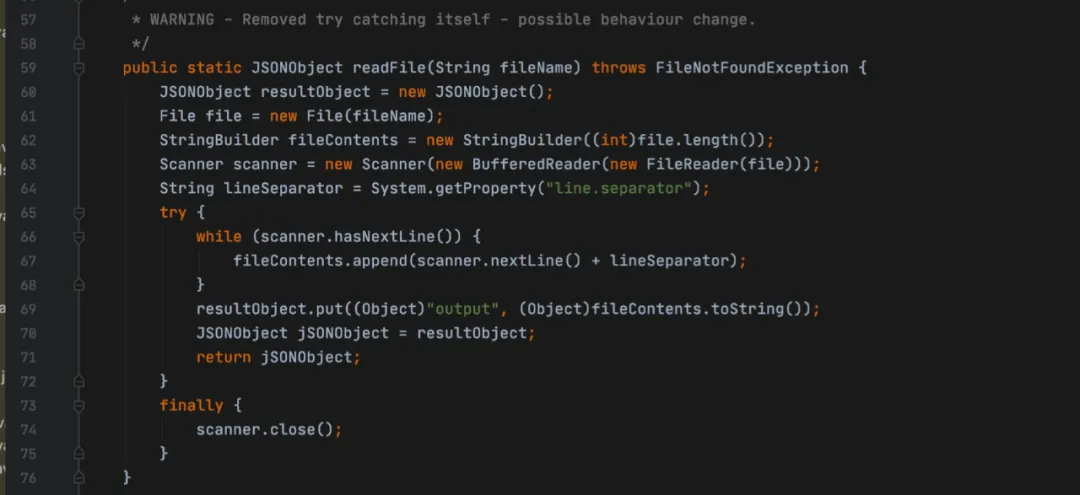 57 * WARNING - Removed try catching itself - possible behaviour change.
58 */
59 public static JSONObject readFile(String fileName) throws FileNotFoundException {
60 JSONObject resultObject = new JSONObject();
61 File file = new File(fileName);
62 StringBuilder fileContents = new StringBuilder((int)file.length());
63 Scanner scanner = new Scanner(new BufferedReader(new FileReader(file)));
64 String lineSeparator = System.getProperty("line.separator");
65 try {
66 while (scanner.hasNextLine()) {
67 fileContents.append(scanner.nextLine() + lineSeparator);
68 }
69 resultObject.put((Object)"output", (Object)fileContents.toString());
70 JSONObject jSONObject = resultObject;
71 return jSONObject;
72 }
73 finally {
74 scanner.close();
75 }
76 }